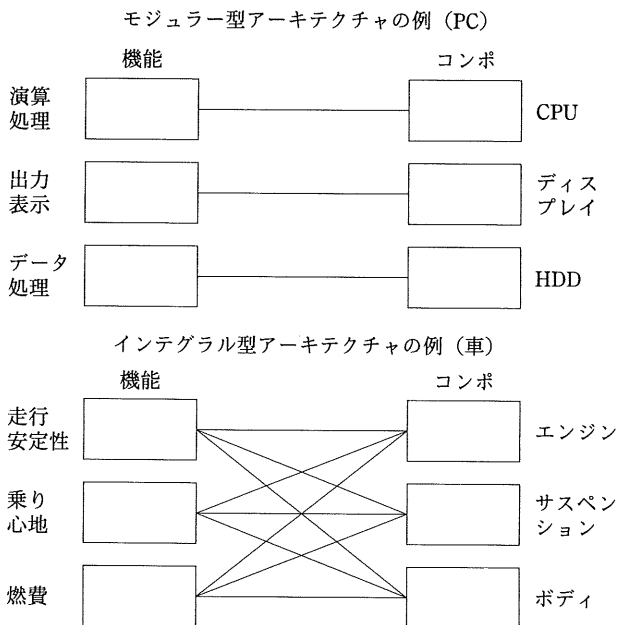 モジュラー型アーキテクチャの例（PC）
機能
コンポ
演算
処理
CPU
出力
表示
ディス
プレイ
データ
処理
HDD
インテグラル型アーキテクチャの例（車）
機能
コンポ
走行
安定性
エンジン
乗り
心地
サスペン
ション
燃費
ボディ